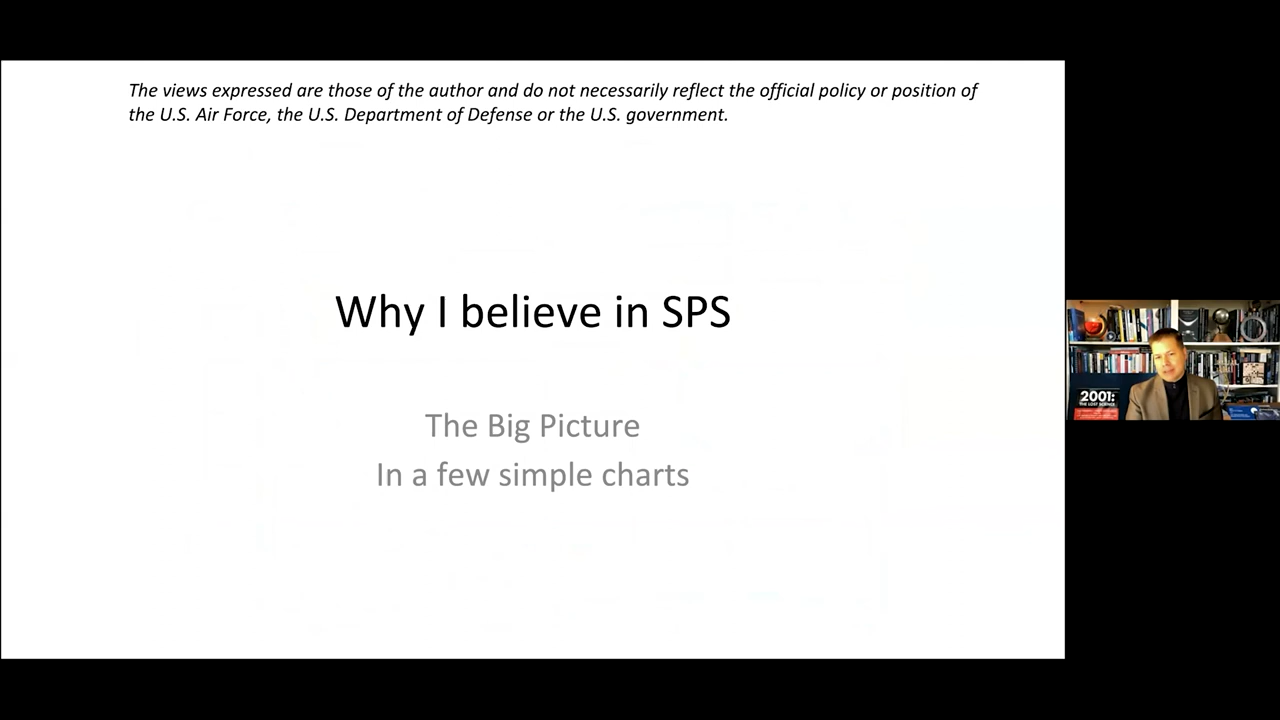 The views expressed are those of the author and do not necessarily reflect the official policy or position of
the U.S. Air Force, the U.S. Department of Defense or the U.S. government.
Why I believe in SPS
The Big Picture
In a few simple charts
2001:
THE LOST SCIENCE